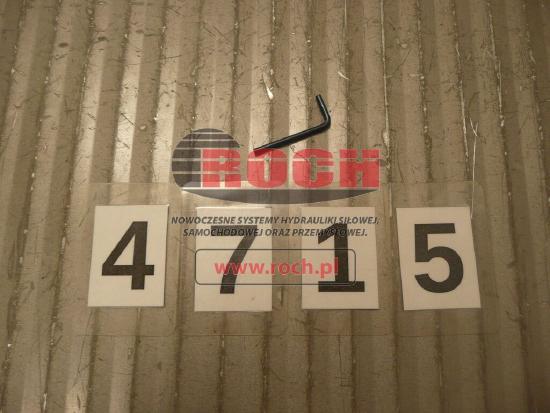 ROCH
NOWOCZESNE SYSTEMY HYDRAULIKI SIŁOWEJ,
SAMOCHODOWEJ ORAZ PRZEMYSŁOWEJ.
4 7 1 5
www.roch.pl